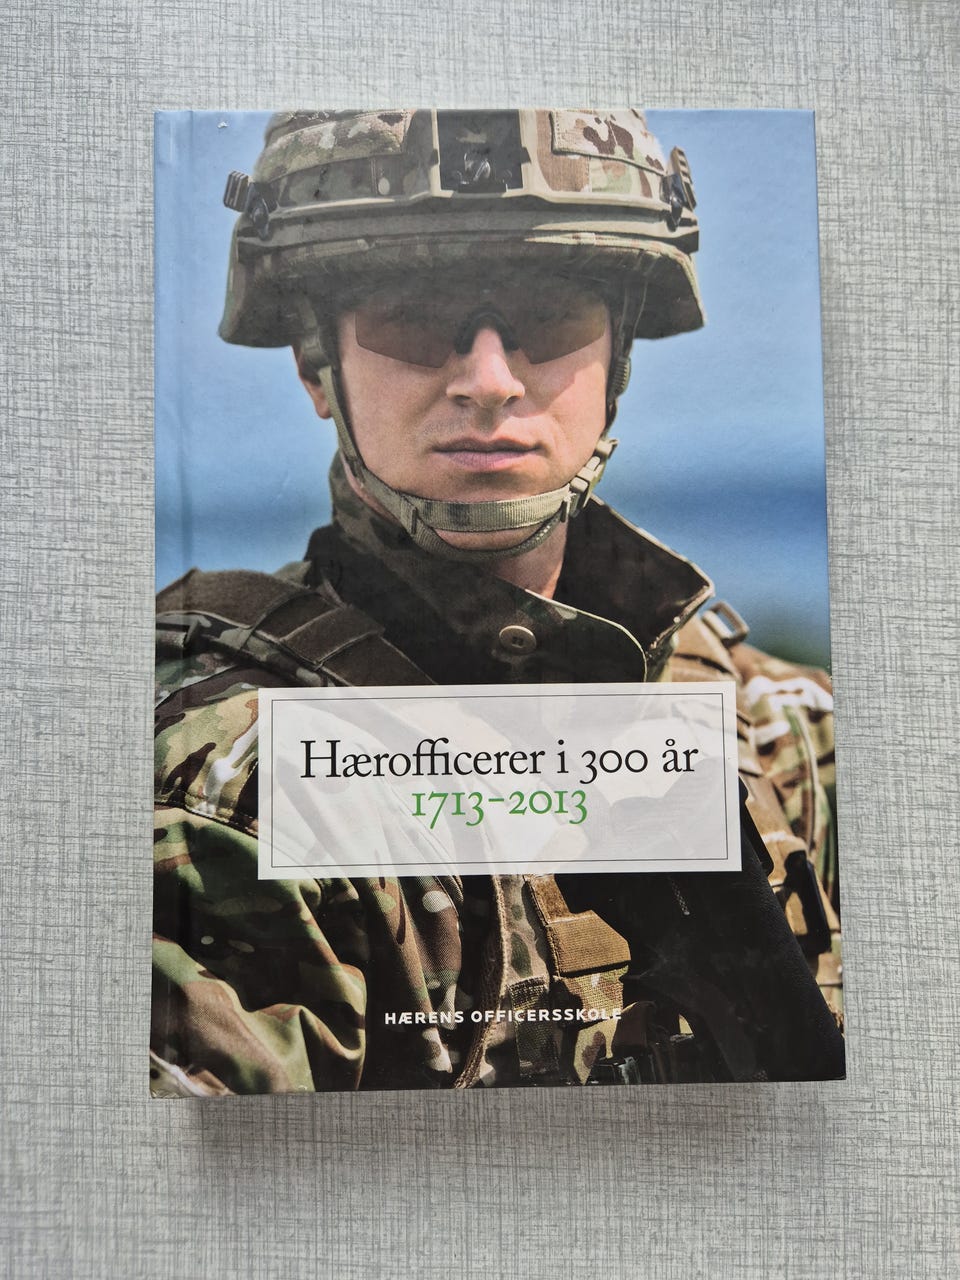 Hærofficerer i 300 år
1713–2013
HÆRENS OFFICERSSKOLE